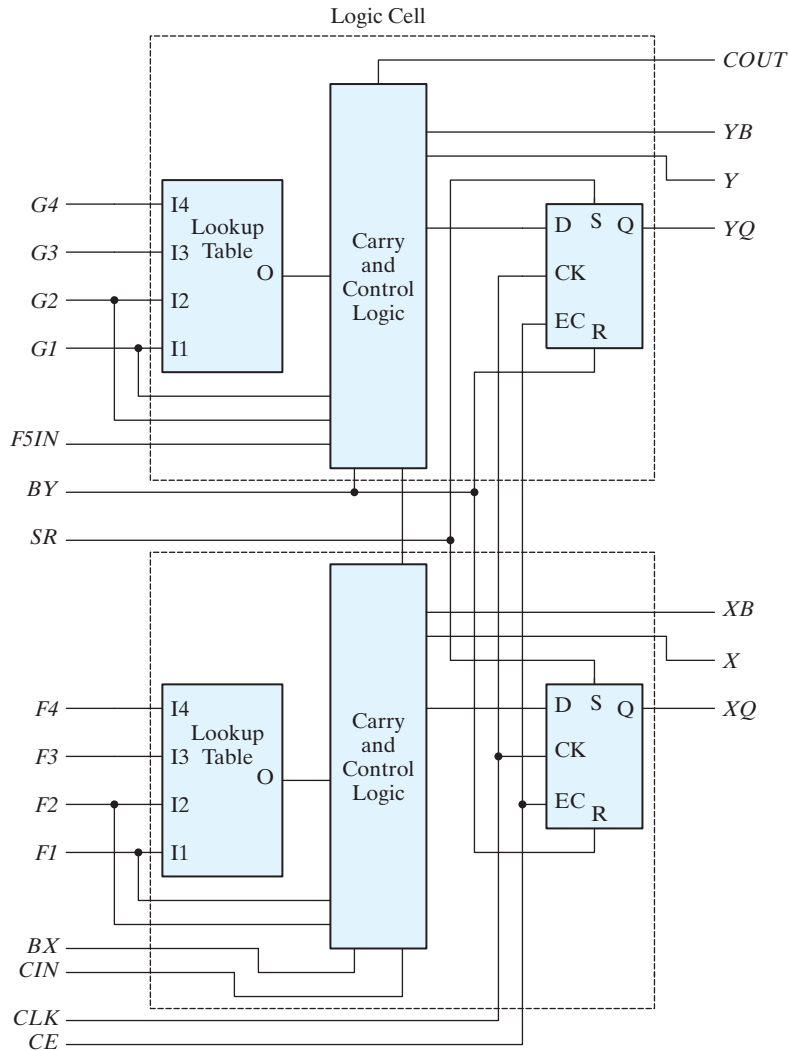 Logic Cell
COUT
YB
Y
YQ
G4
G3
G2
G1
F5IN
BY
SR
I4
I3
I2
I1
Lookup
Table
O
Carry
and
Control
Logic
D
S
Q
CK
EC
R
XB
X
XQ
F4
F3
F2
F1
BX
CIN
CLK
CE
I4
I3
I2
I1
Lookup
Table
O
Carry
and
Control
Logic
D
S
Q
CK
EC
R